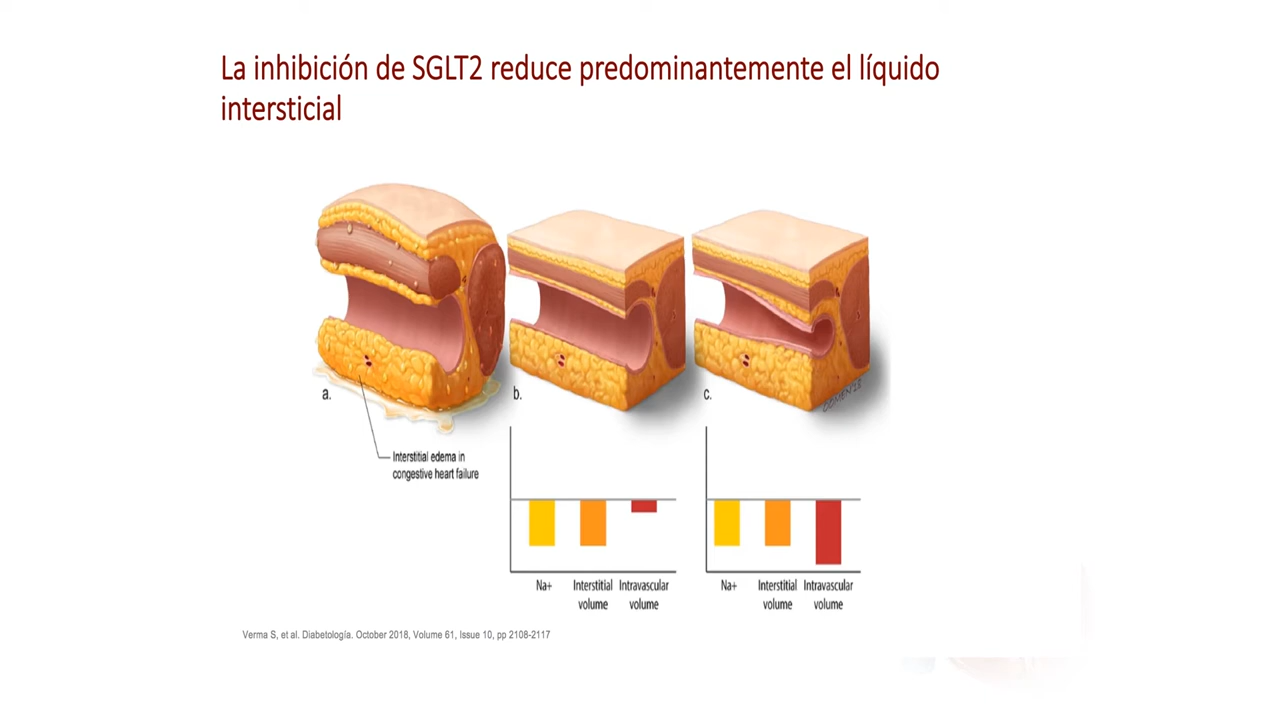 La inhibición de SGLT2 reduce predominantemente el líquido
intersticial
a.
b.
c.
Interstitial edema in
congestive heart failure
Na+
Interstitial
volume
Intravascular
volume
Na+
Interstitial
volume
Intravascular
volume
Verma S, et al. Diabetología. October 2018, Volume 61, Issue 10, pp 2108-2117